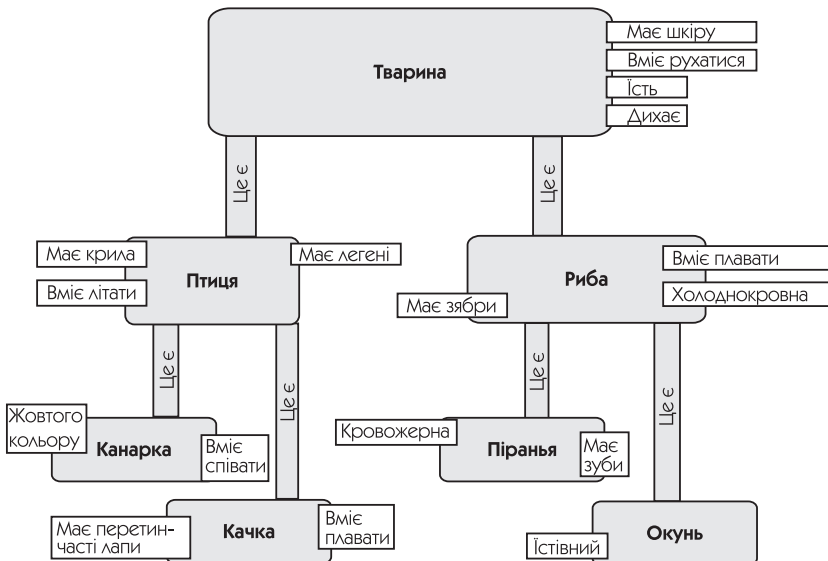 Тварина
Має шкіру
Вміє рухатися
Їсть
Дихає
Це є
Це є
Має крила
Вміє літати
Птиця
Має легені
Має зябри
Риба
Вміє плавати
Холоднокровна
Це є
Це є
Це є
Це є
Жовтого
кольору
Канарка
Вміє
співати
Кровожерна
Піранья
Має
зуби
Має перетин-
часті лапи
Качка
Вміє
плавати
Їстівний
Окунь